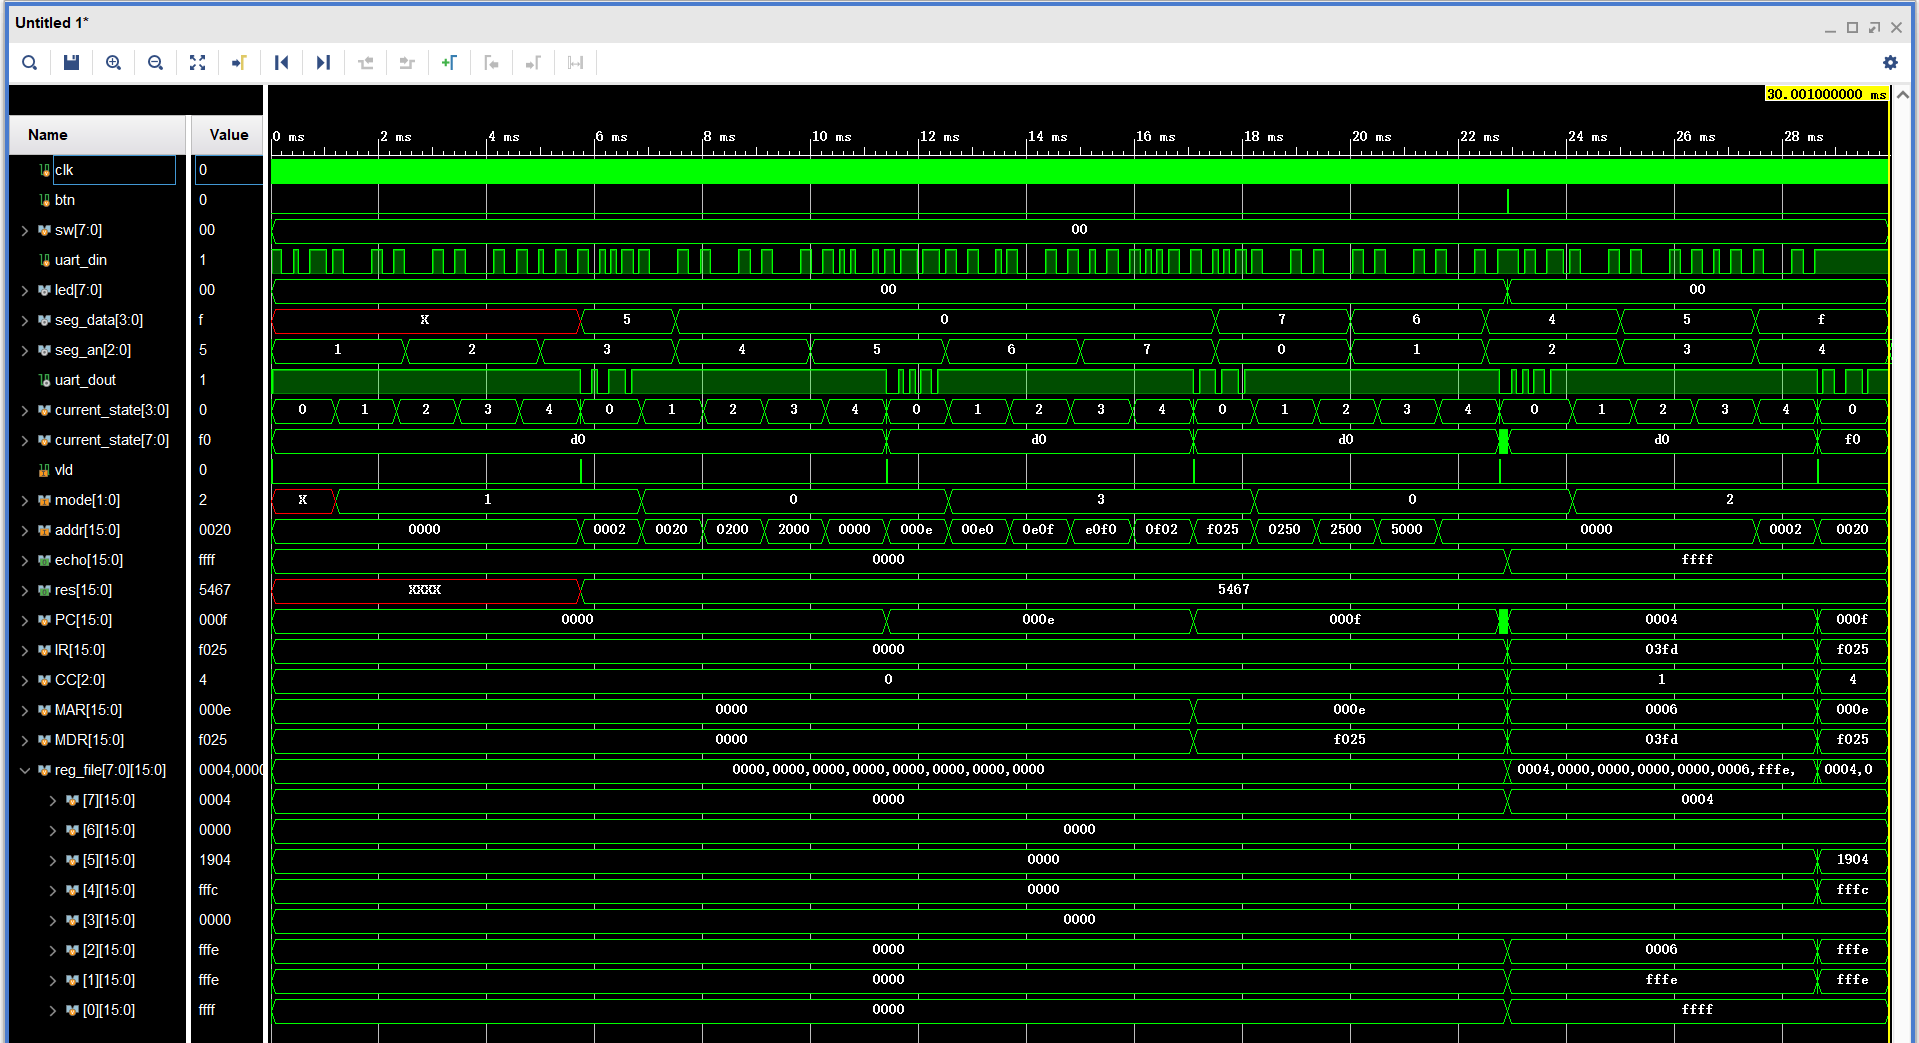 Untitled 1*
30.001000000 ms
Name Value 0 ms 2 ms 4 ms 6 ms 8 ms 10 ms 12 ms 14 ms 16 ms 18 ms 20 ms 22 ms 24 ms 26 ms 28 ms
clk 0
btn 0
sw[7:0] 00 00
uart_din 1
led[7:0] 00 00 00
seg_data[3:0] f X 5 0 7 6 4 5 f
seg_an[2:0] 5 1 2 3 4 5 6 7 0 1 2 3 4
uart_dout 1
current_state[3:0] 0 0 1 2 3 4 0 1 2 3 4 0 1 2 3 4 0 1 2 3 4 0 1 2 3 4 0
current_state[7:0] f0 d0 d0 d0 d0 f0
vld 0
mode[1:0] 2 X 1 0 3 0 2
addr[15:0] 0020 0000 0002 0020 0200 2000 0000 000e 00e0 0e0f e0f0 0f02 f025 0250 2500 5000 0000 0002 0020
echo[15:0] ffff 0000 ffff
res[15:0] 5467 XXXX 5467
PC[15:0] 000f 0000 000e 000f 0004 000f
IR[15:0] f025 0000 03fd f025
CC[2:0] 4 0 1 4
MAR[15:0] 000e 0000 000e 0006 000e
MDR[15:0] f025 0000 f025 03fd f025
reg_file[7:0][15:0] 0004,0000 0000,0000,0000,0000,0000,0000,0000,0000 0004,0000,0000,0000,0000,0006,fffe, 0004,0
[7][15:0] 0004 0000 0004
[6][15:0] 0000 0000
[5][15:0] 1904 0000 1904
[4][15:0] fffc 0000 fffc
[3][15:0] 0000 0000
[2][15:0] fffe 0000 0006 fffe
[1][15:0] fffe 0000 fffe fffe
[0][15:0] ffff 0000 ffff